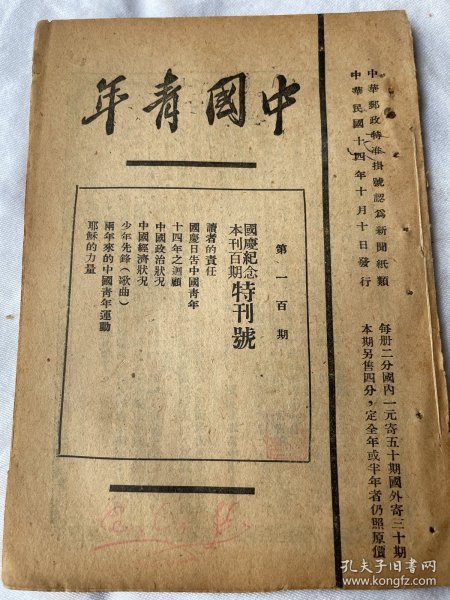 中華郵政特准掛號認爲新聞紙類
中華民國十四年十月十日發行
每册二分國內一元寄五十期國外寄三十期
本期另售四分，定全年或半年者仍照原價
中國青年
第一百期
國慶紀念
本刊百期
特刊號
讀者的責任
國慶日告中國青年
十四年之迴顧
中國政治狀況
中國經濟狀況
少年先鋒（歌曲）
兩年來的中國青年運動
耶穌的力量
孔夫子旧书网
www.kongfz.com